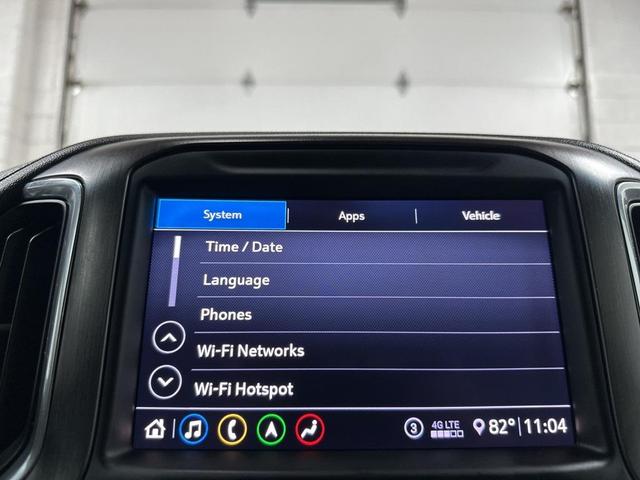 System Apps Vehicle
Time / Date
Language
Phones
Wi-Fi Networks
Wi-Fi Hotspot
3 4G LTE 82° 11:04